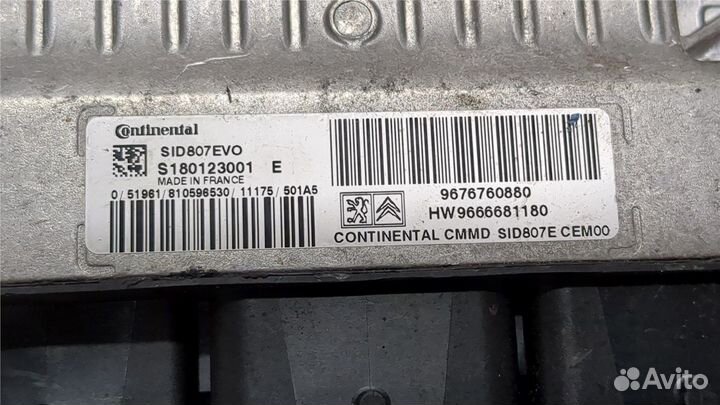 Continental
SID807EVO
S180123001 E
MADE IN FRANCE
0/51961/810596530/11175/501A5
9676760880
HW9666681180
CONTINENTAL CMMD SID807E CEM00
Avito